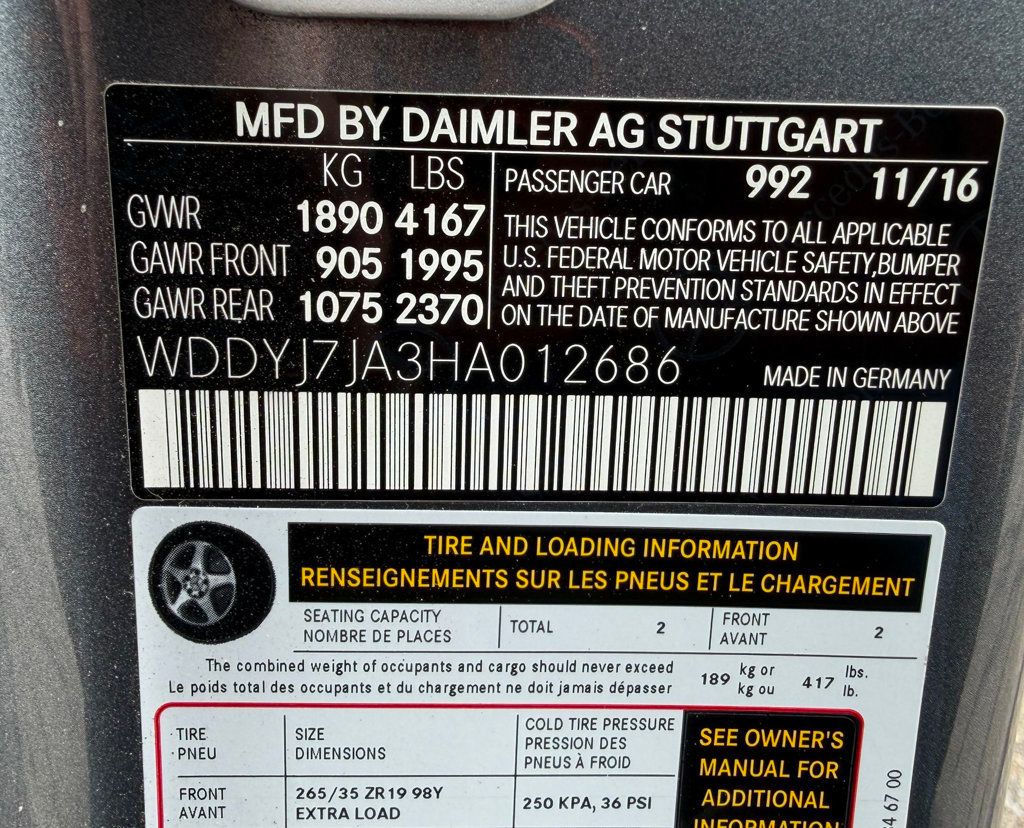 MFD BY DAIMLER AG STUTTGART
KG LBS
GVWR 1890 4167
GAWR FRONT 905 1995
GAWR REAR 1075 2370
PASSENGER CAR 992 11/16
THIS VEHICLE CONFORMS TO ALL APPLICABLE
U.S. FEDERAL MOTOR VEHICLE SAFETY,BUMPER
AND THEFT PREVENTION STANDARDS IN EFFECT
ON THE DATE OF MANUFACTURE SHOWN ABOVE
WDDYJ7JA3HA012686
MADE IN GERMANY
TIRE AND LOADING INFORMATION
RENSEIGNEMENTS SUR LES PNEUS ET LE CHARGEMENT
SEATING CAPACITY
NOMBRE DE PLACES
TOTAL 2
FRONT
AVANT
2
The combined weight of occupants and cargo should never exceed
Le poids total des occupants et du chargement ne doit jamais dépasser
189 kg or
kg ou
417 lbs.
lb.
TIRE
PNEU
SIZE
DIMENSIONS
COLD TIRE PRESSURE
PRESSION DES
PNEUS À FROID
SEE OWNER'S
MANUAL FOR
ADDITIONAL
INFORMATION
FRONT
AVANT
265/35 ZR19 98Y
EXTRA LOAD
250 KPA, 36 PSI
4 67 00